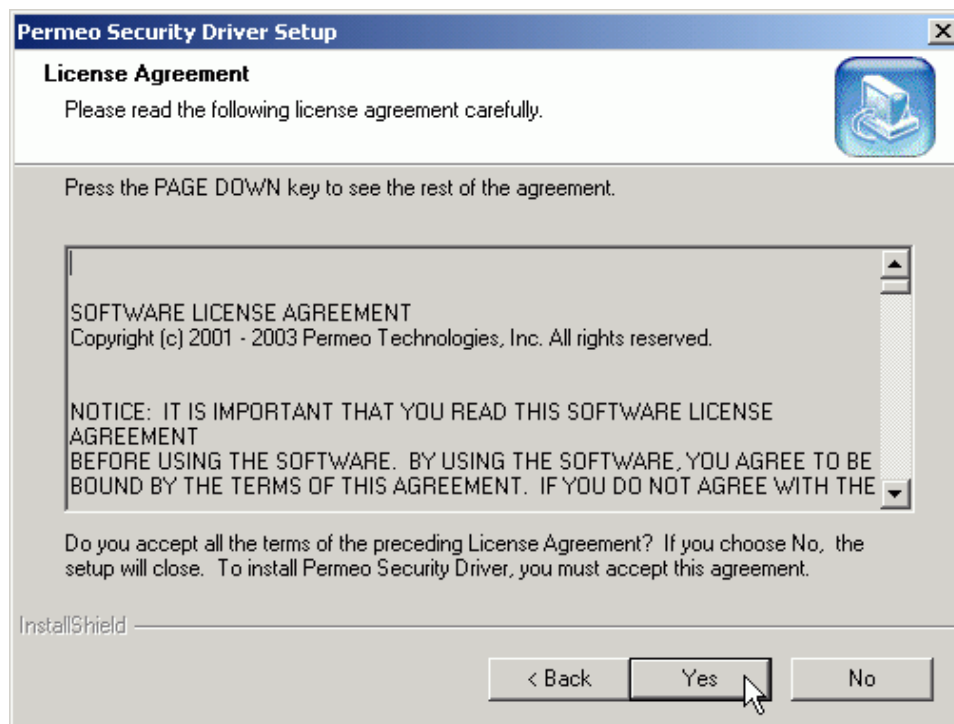 Permeo Security Driver Setup
License Agreement
Please read the following license agreement carefully.
Press the PAGE DOWN key to see the rest of the agreement.
SOFTWARE LICENSE AGREEMENT
Copyright (c) 2001 - 2003 Permeo Technologies, Inc. All rights reserved.
NOTICE:  IT IS IMPORTANT THAT YOU READ THIS SOFTWARE LICENSE
AGREEMENT
BEFORE USING THE SOFTWARE.  BY USING THE SOFTWARE, YOU AGREE TO BE
BOUND BY THE TERMS OF THIS AGREEMENT.  IF YOU DO NOT AGREE WITH THE
Do you accept all the terms of the preceding License Agreement?  If you choose No,  the
setup will close.  To install Permeo Security Driver, you must accept this agreement.
InstallShield
< Back
Yes
No